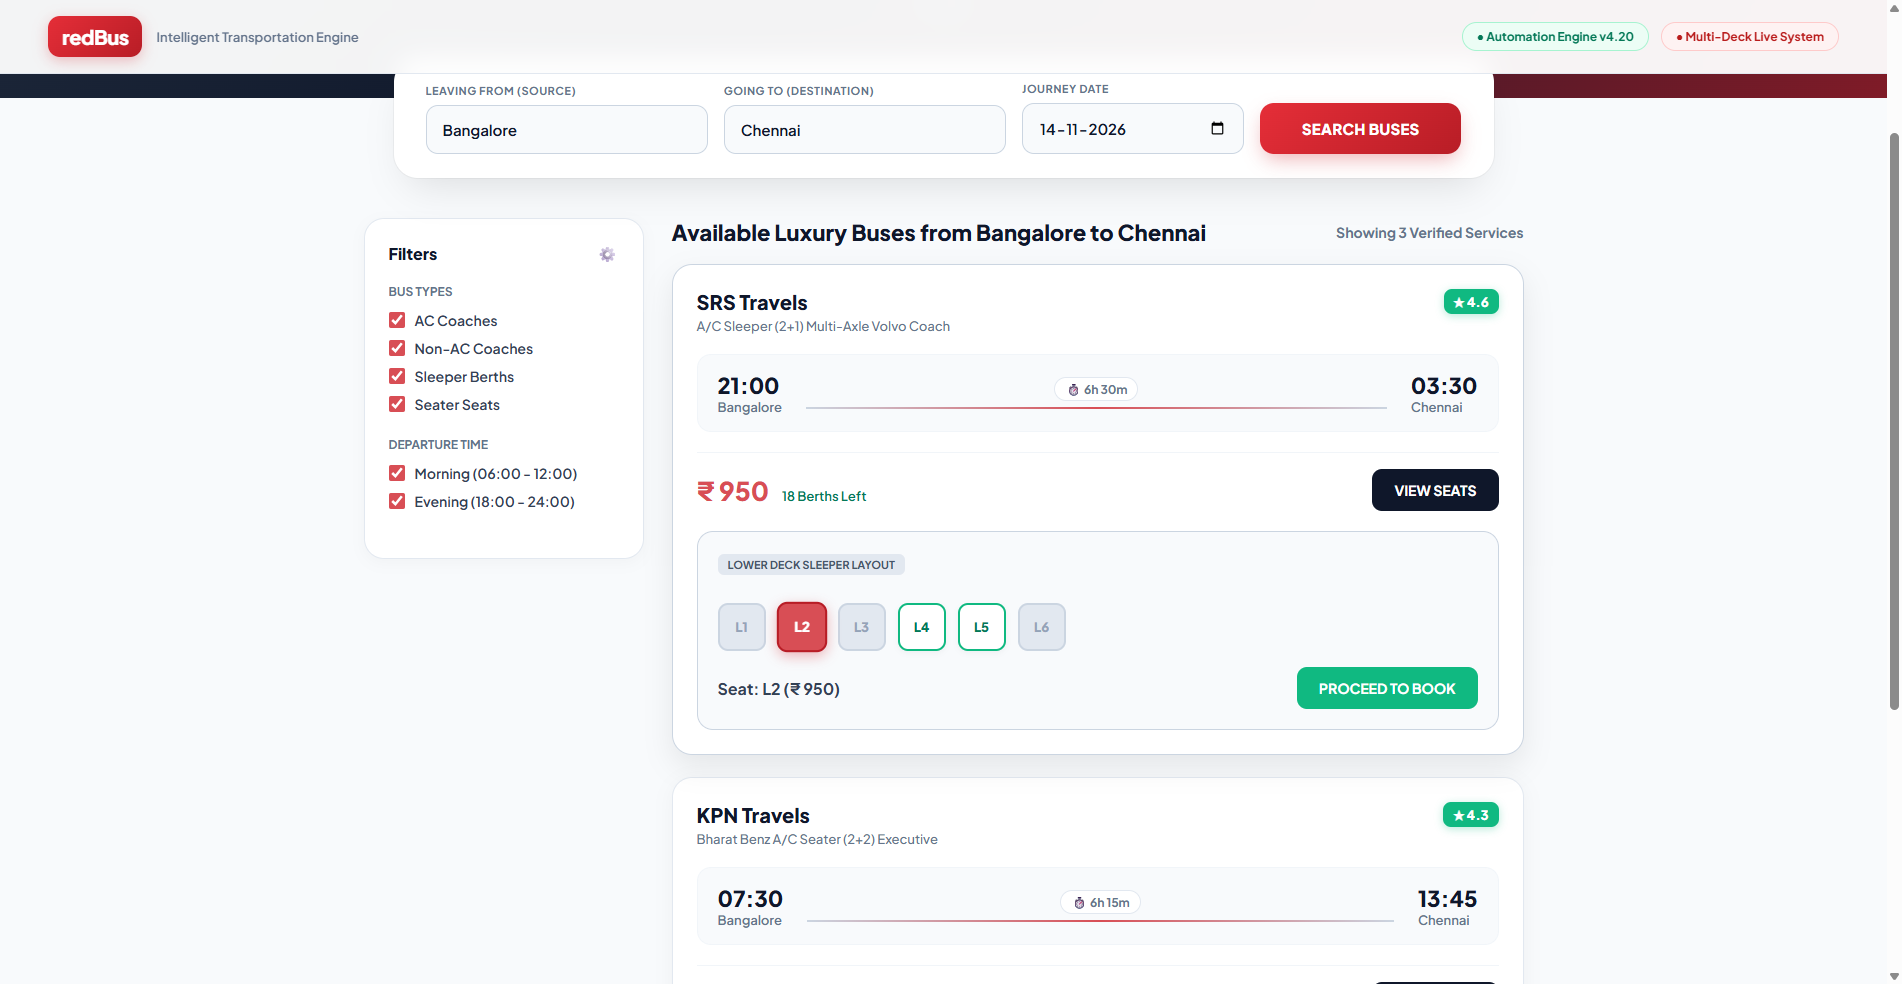 redBus Intelligent Transportation Engine
● Automation Engine v4.20 ● Multi-Deck Live System
LEAVING FROM (SOURCE) GOING TO (DESTINATION) JOURNEY DATE
Bangalore Chennai 14-11-2026 SEARCH BUSES
Filters
BUS TYPES
AC Coaches
Non-AC Coaches
Sleeper Berths
Seater Seats
DEPARTURE TIME
Morning (06:00 - 12:00)
Evening (18:00 - 24:00)
Available Luxury Buses from Bangalore to Chennai
Showing 3 Verified Services
SRS Travels
★ 4.6
A/C Sleeper (2+1) Multi-Axle Volvo Coach
21:00 6h 30m 03:30
Bangalore Chennai
₹ 950 18 Berths Left VIEW SEATS
LOWER DECK SLEEPER LAYOUT
L1 L2 L3 L4 L5 L6
Seat: L2 (₹ 950) PROCEED TO BOOK
KPN Travels
★ 4.3
Bharat Benz A/C Seater (2+2) Executive
07:30 6h 15m 13:45
Bangalore Chennai